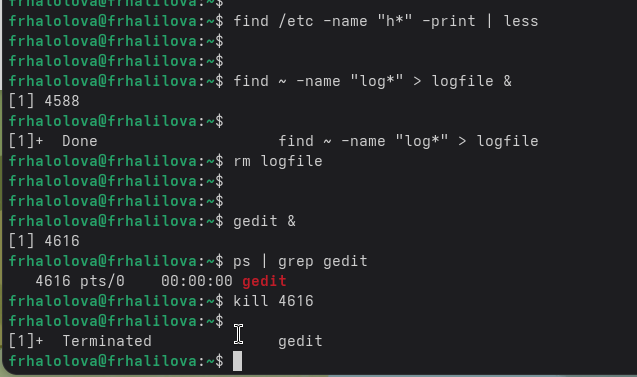 frhalolova@frhalilova:~$
frhalolova@frhalilova:~$ find /etc -name "h*" -print | less
frhalolova@frhalilova:~$
frhalolova@frhalilova:~$
frhalolova@frhalilova:~$ find ~ -name "log*" > logfile &
[1] 4588
frhalolova@frhalilova:~$
[1]+  Done                    find ~ -name "log*" > logfile
frhalolova@frhalilova:~$ rm logfile
frhalolova@frhalilova:~$
frhalolova@frhalilova:~$
frhalolova@frhalilova:~$ gedit &
[1] 4616
frhalolova@frhalilova:~$ ps | grep gedit
   4616 pts/0    00:00:00 gedit
frhalolova@frhalilova:~$ kill 4616
frhalolova@frhalilova:~$
[1]+  Terminated              gedit
frhalolova@frhalilova:~$